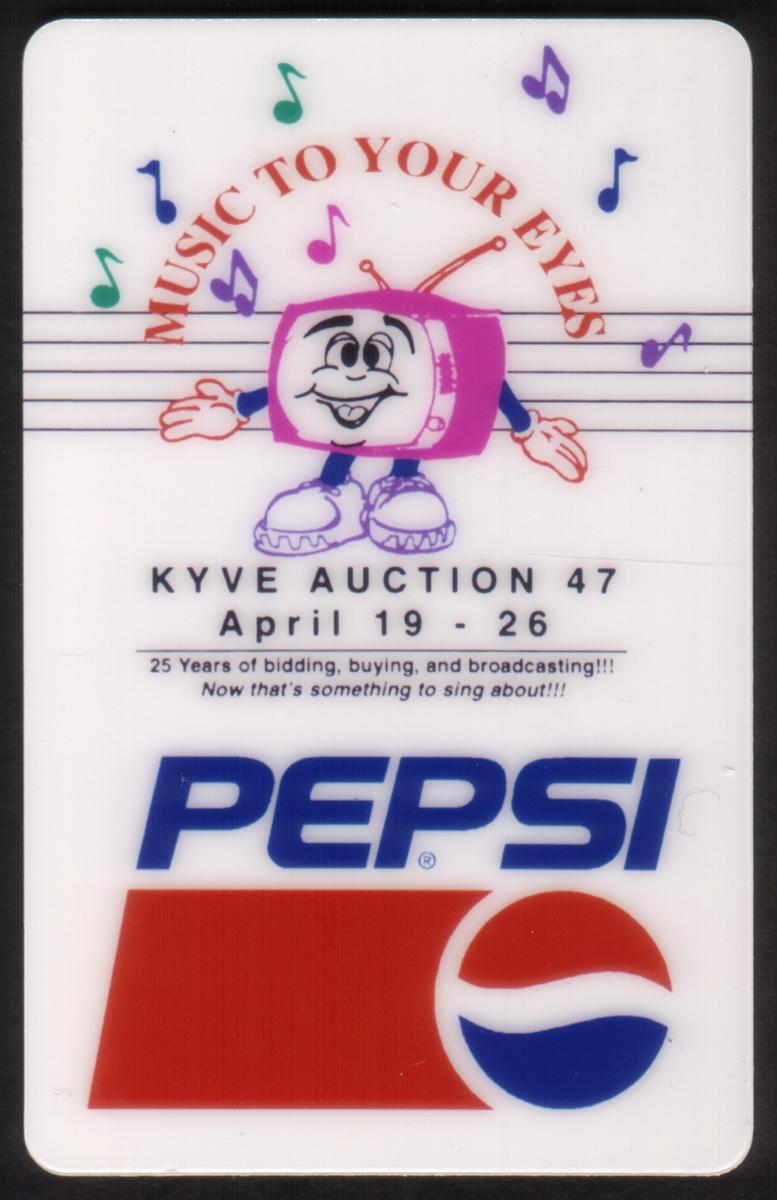 MUSIC TO YOUR EYES
KYVE AUCTION 47
April 19 - 26
25 Years of bidding, buying, and broadcasting!!!
Now that's something to sing about!!!
PEPSI
®